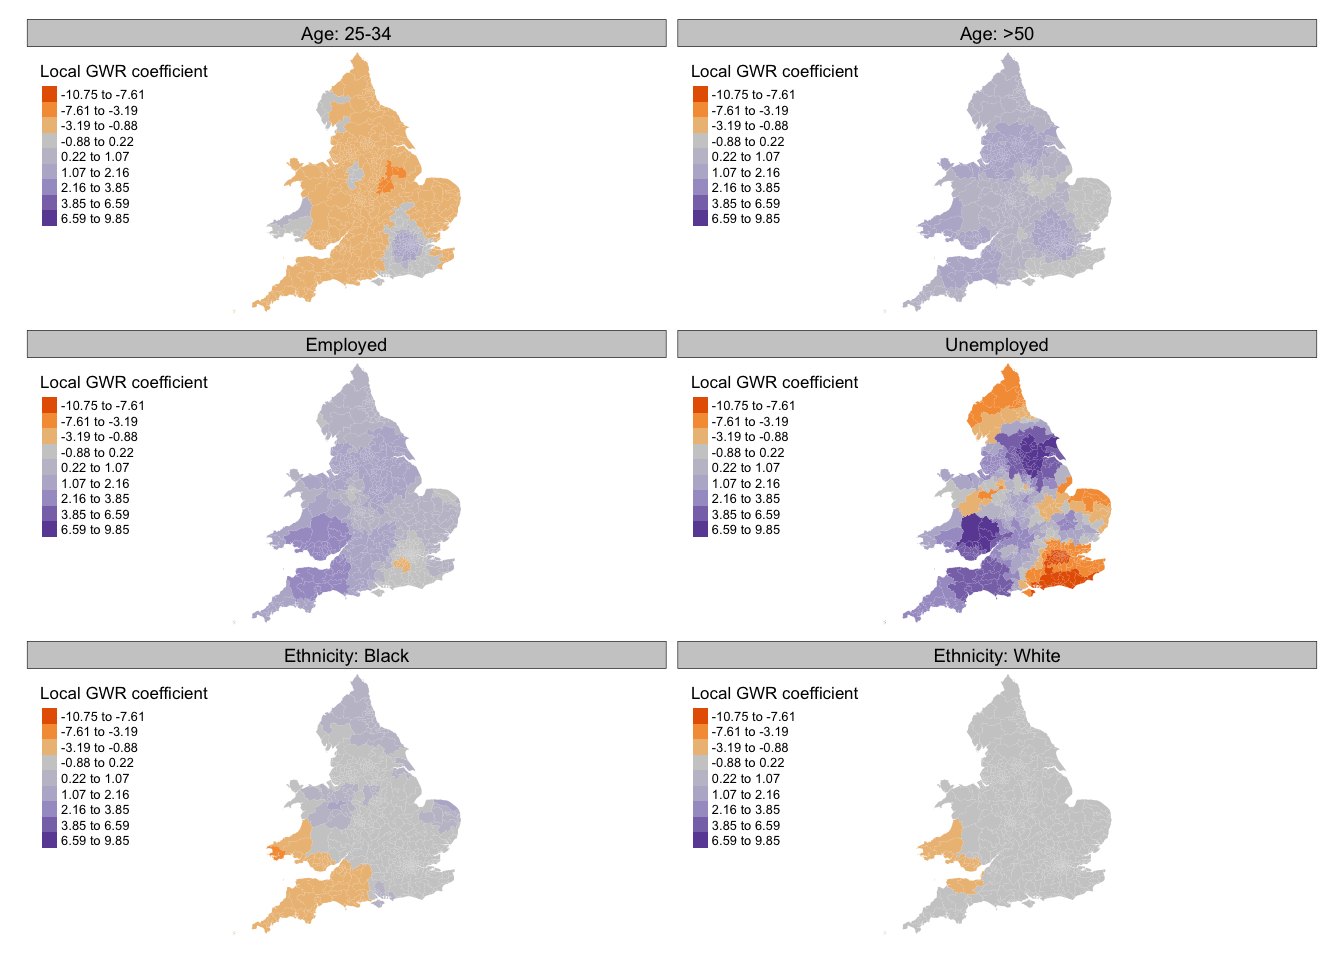 Age: 25-34
Local GWR coefficient
-10.75 to -7.61
-7.61 to -3.19
-3.19 to -0.88
-0.88 to 0.22
0.22 to 1.07
1.07 to 2.16
2.16 to 3.85
3.85 to 6.59
6.59 to 9.85
Age: >50
Local GWR coefficient
-10.75 to -7.61
-7.61 to -3.19
-3.19 to -0.88
-0.88 to 0.22
0.22 to 1.07
1.07 to 2.16
2.16 to 3.85
3.85 to 6.59
6.59 to 9.85
Employed
Local GWR coefficient
-10.75 to -7.61
-7.61 to -3.19
-3.19 to -0.88
-0.88 to 0.22
0.22 to 1.07
1.07 to 2.16
2.16 to 3.85
3.85 to 6.59
6.59 to 9.85
Unemployed
Local GWR coefficient
-10.75 to -7.61
-7.61 to -3.19
-3.19 to -0.88
-0.88 to 0.22
0.22 to 1.07
1.07 to 2.16
2.16 to 3.85
3.85 to 6.59
6.59 to 9.85
Ethnicity: Black
Local GWR coefficient
-10.75 to -7.61
-7.61 to -3.19
-3.19 to -0.88
-0.88 to 0.22
0.22 to 1.07
1.07 to 2.16
2.16 to 3.85
3.85 to 6.59
6.59 to 9.85
Ethnicity: White
Local GWR coefficient
-10.75 to -7.61
-7.61 to -3.19
-3.19 to -0.88
-0.88 to 0.22
0.22 to 1.07
1.07 to 2.16
2.16 to 3.85
3.85 to 6.59
6.59 to 9.85